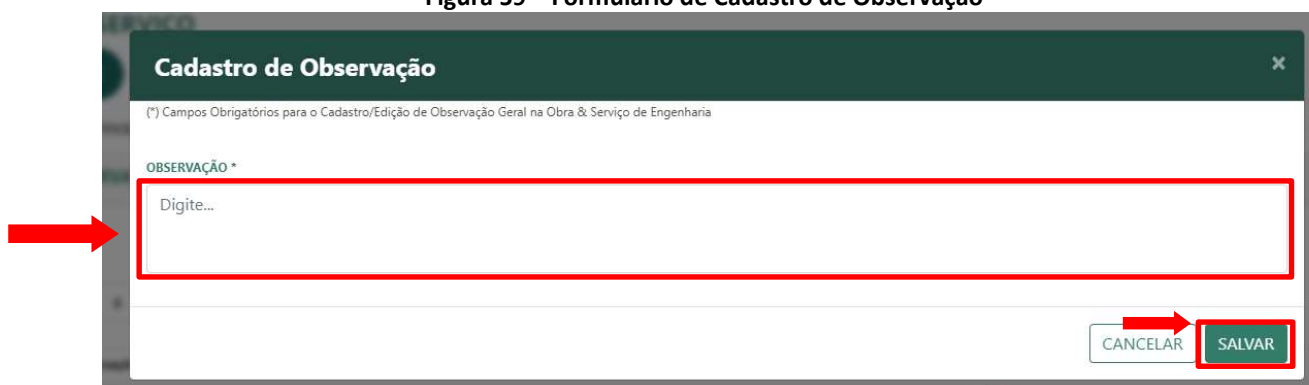 Figura 39 – Formulário de Cadastro de Observação
SERVIÇO
Cadastro de Observação
×
(*) Campos Obrigatórios para o Cadastro/Edição de Observação Geral na Obra & Serviço de Engenharia
OBSERVAÇÃO *
Digite...
CANCELAR
SALVAR